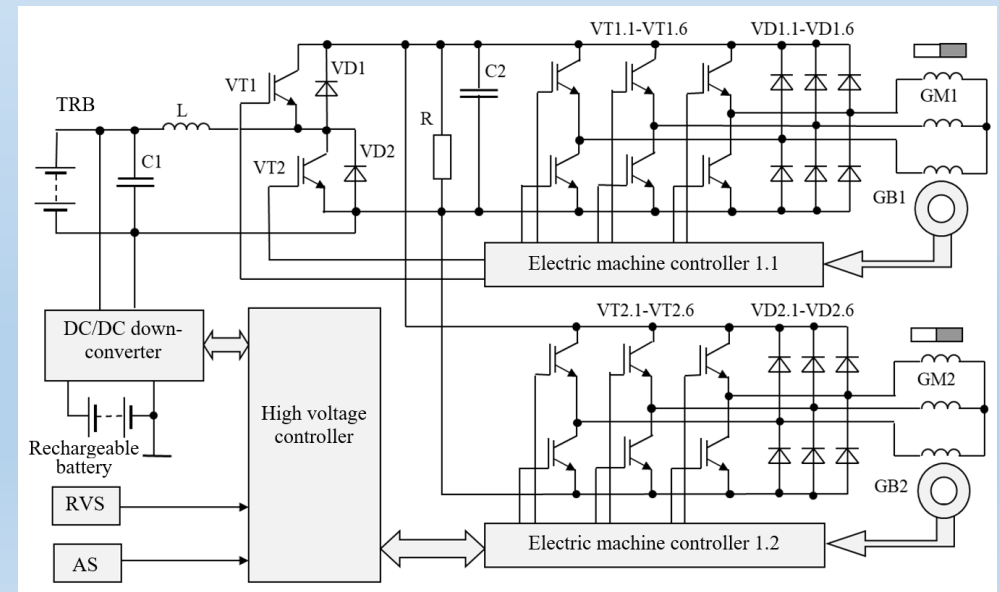 VT1.1-VT1.6
VD1.1-VD1.6
VD1
VT1
C2
TRB
L
GM1
R
C1
VD2
VT2
GB1
Electric machine controller 1.1
VT2.1-VT2.6
VD2.1-VD2.6
DC/DC down-
converter
GM2
High voltage
controller
Rechargeable
battery
GB2
RVS
Electric machine controller 1.2
AS